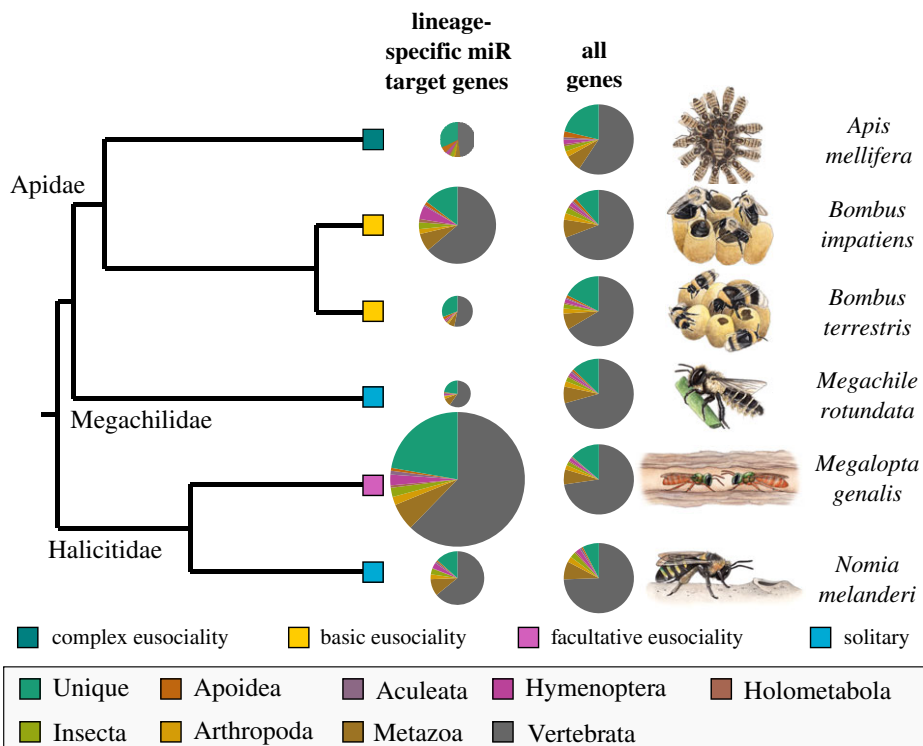 lineage-
specific miR
target genes
all
genes
Apis
mellifera
Apidae
Bombus
impatiens
Bombus
terrestris
Megachile
rotundata
Megachilidae
Megalopta
genalis
Halicitidae
Nomia
melanderi
complex eusociality basic eusociality facultative eusociality solitary
Unique Apoidea Aculeata Hymenoptera Holometabola
Insecta Arthropoda Metazoa Vertebrata